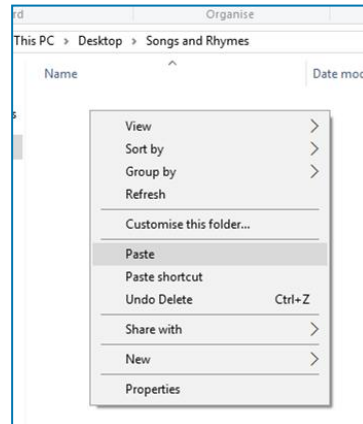 rd Organise
This PC > Desktop > Songs and Rhymes
Name Date mod
View
Sort by
Group by
Refresh
Customise this folder...
Paste
Paste shortcut
Undo Delete Ctrl+Z
Share with
New
Properties